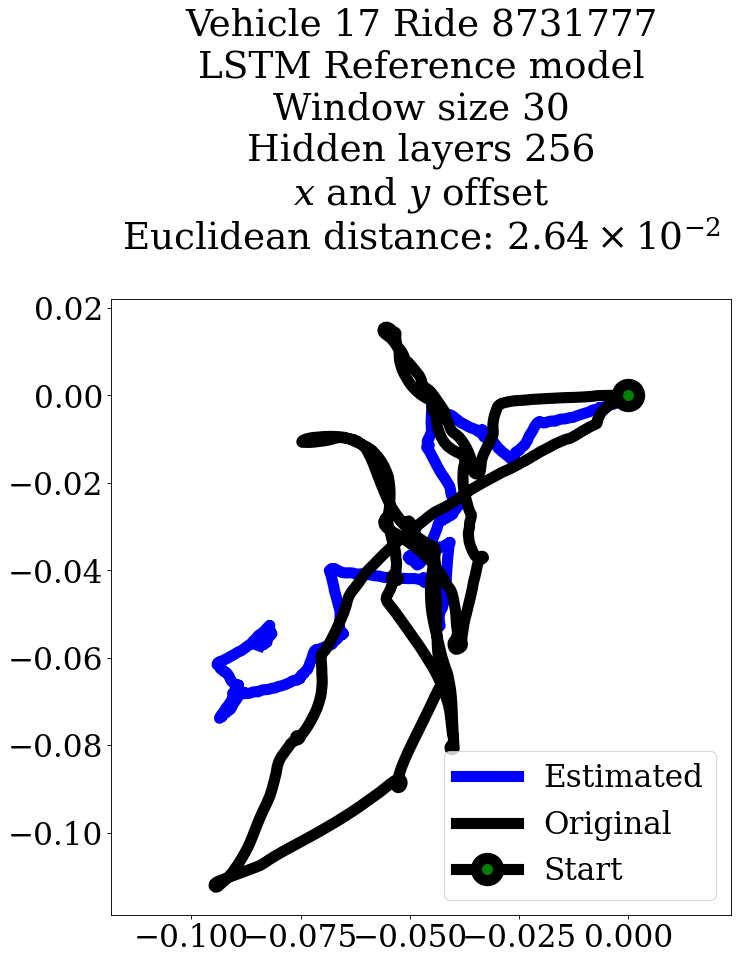 Vehicle 17 Ride 8731777
LSTM Reference model
Window size 30
Hidden layers 256
x and y offset
Euclidean distance: 2.64 × 10⁻²
0.02
0.00
−0.02
−0.04
−0.06
−0.08
−0.10
Estimated
Original
Start
−0.100 −0.075 −0.050 −0.025 0.000